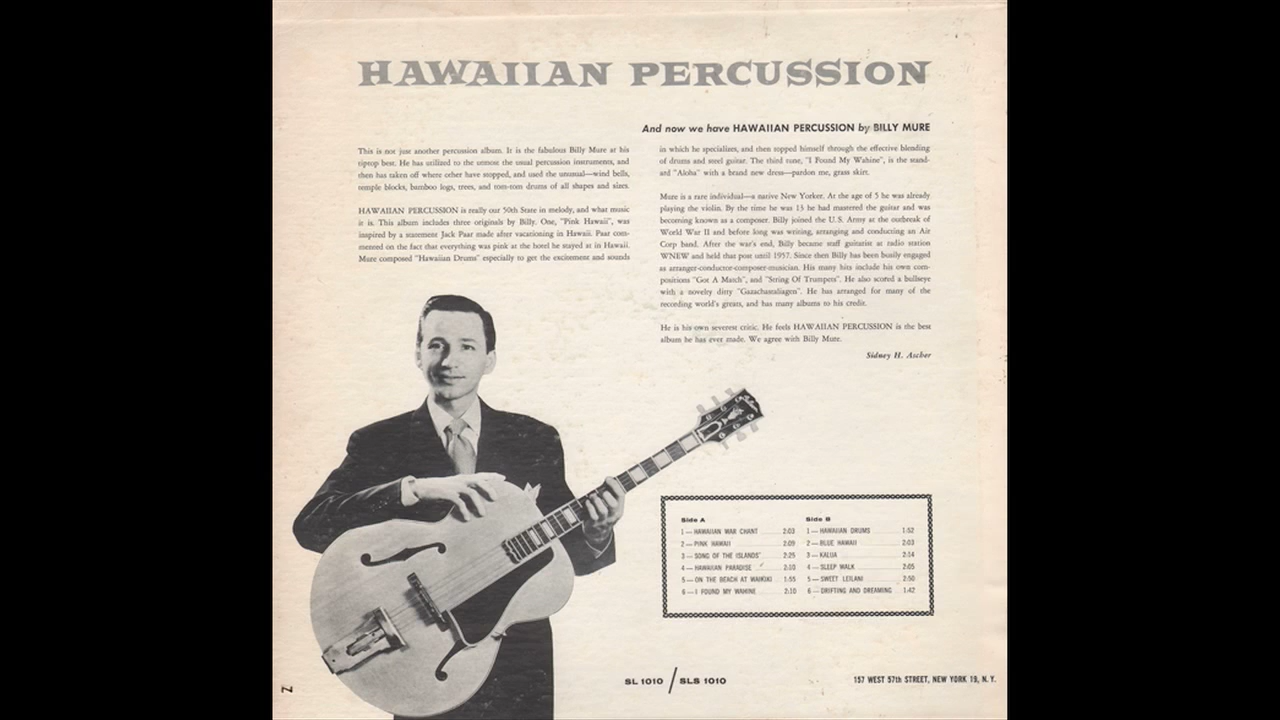 HAWAIIAN PERCUSSION
And now we have HAWAIIAN PERCUSSION by BILLY MURE
This is not just another percussion album. It is the fabulous Billy Mure at his
tiptop best. He has utilized to the utmost the usual percussion instruments, and
then has taken off where other have stopped, and used the unusual—wind bells,
temple blocks, bamboo logs, trees, and tom-tom drums of all shapes and sizes.
HAWAIIAN PERCUSSION is really our 50th State in melody, and what music
it is. This album includes three originals by Billy. One, "Pink Hawaii", was
inspired by a statement Jack Paar made after vacationing in Hawaii. Paar com-
mented on the fact that everything was pink at the hotel he stayed at in Hawaii.
Mure composed "Hawaiian Drums" especially to get the excitement and sounds
in which he specializes, and then topped himself through the effective blending
of drums and steel guitar. The third tune, "I Found My Wahine", is the stand-
ard "Aloha" with a brand new dress—pardon me, grass skirt.
Mure is a rare individual—a native New Yorker. At the age of 5 he was already
playing the violin. By the time he was 13 he had mastered the guitar and was
becoming known as a composer. Billy joined the U.S. Army at the outbreak of
World War II and before long was writing, arranging and conducting an Air
Corp band. After the war's end, Billy became staff guitarist at radio station
WNEW and held that post until 1957. Since then Billy has been busily engaged
as arranger-conductor-composer-musician. His many hits include his own com-
positions "Got A Match", and "String Of Trumpets". He also scored a bullseye
with a novelty ditty "Gazachstahagen". He has arranged for many of the
recording world's greats, and has many albums to his credit.
He is his own severest critic. He feels HAWAIIAN PERCUSSION is the best
album he has ever made. We agree with Billy Mure.
Sidney H. Ascher
Side A
1—HAWAIIAN WAR CHANT 2:03
2—PINK HAWAII 2:09
3—SONG OF THE ISLANDS 2:25
4—HAWAIIAN PARADISE 2:10
5—ON THE BEACH AT WAIKIKI 1:55
6—I FOUND MY WAHINE 2:10
Side B
1—HAWAIIAN DRUMS 1:52
2—BLUE HAWAII 2:03
3—KALUA 2:14
4—SLEEP WALK 2:05
5—SWEET LEILANI 2:50
6—DRIFTING AND DREAMING 1:42
SL 1010 / SLS 1010
157 WEST 57th STREET, NEW YORK 19, N. Y.
Z